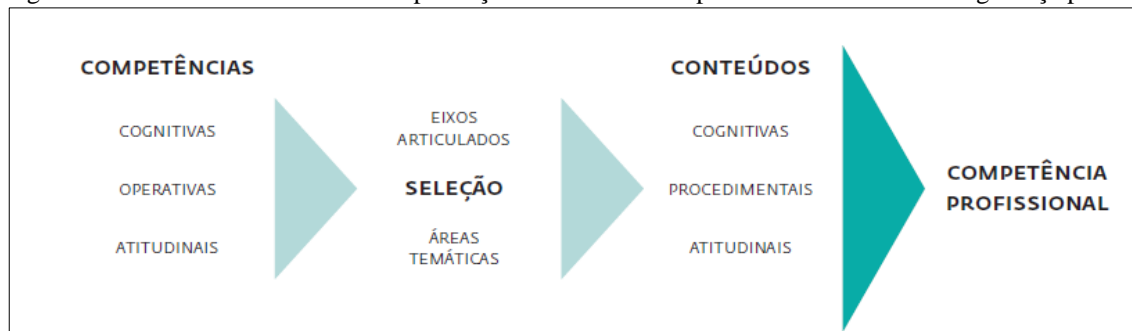 COMPETÊNCIAS
COGNITIVAS
OPERATIVAS
ATITUDINAIS
EIXOS
ARTICULADOS
SELEÇÃO
ÁREAS
TEMÁTICAS
CONTEÚDOS
COGNITIVAS
PROCEDIMENTAIS
ATITUDINAIS
COMPETÊNCIA
PROFISSIONAL